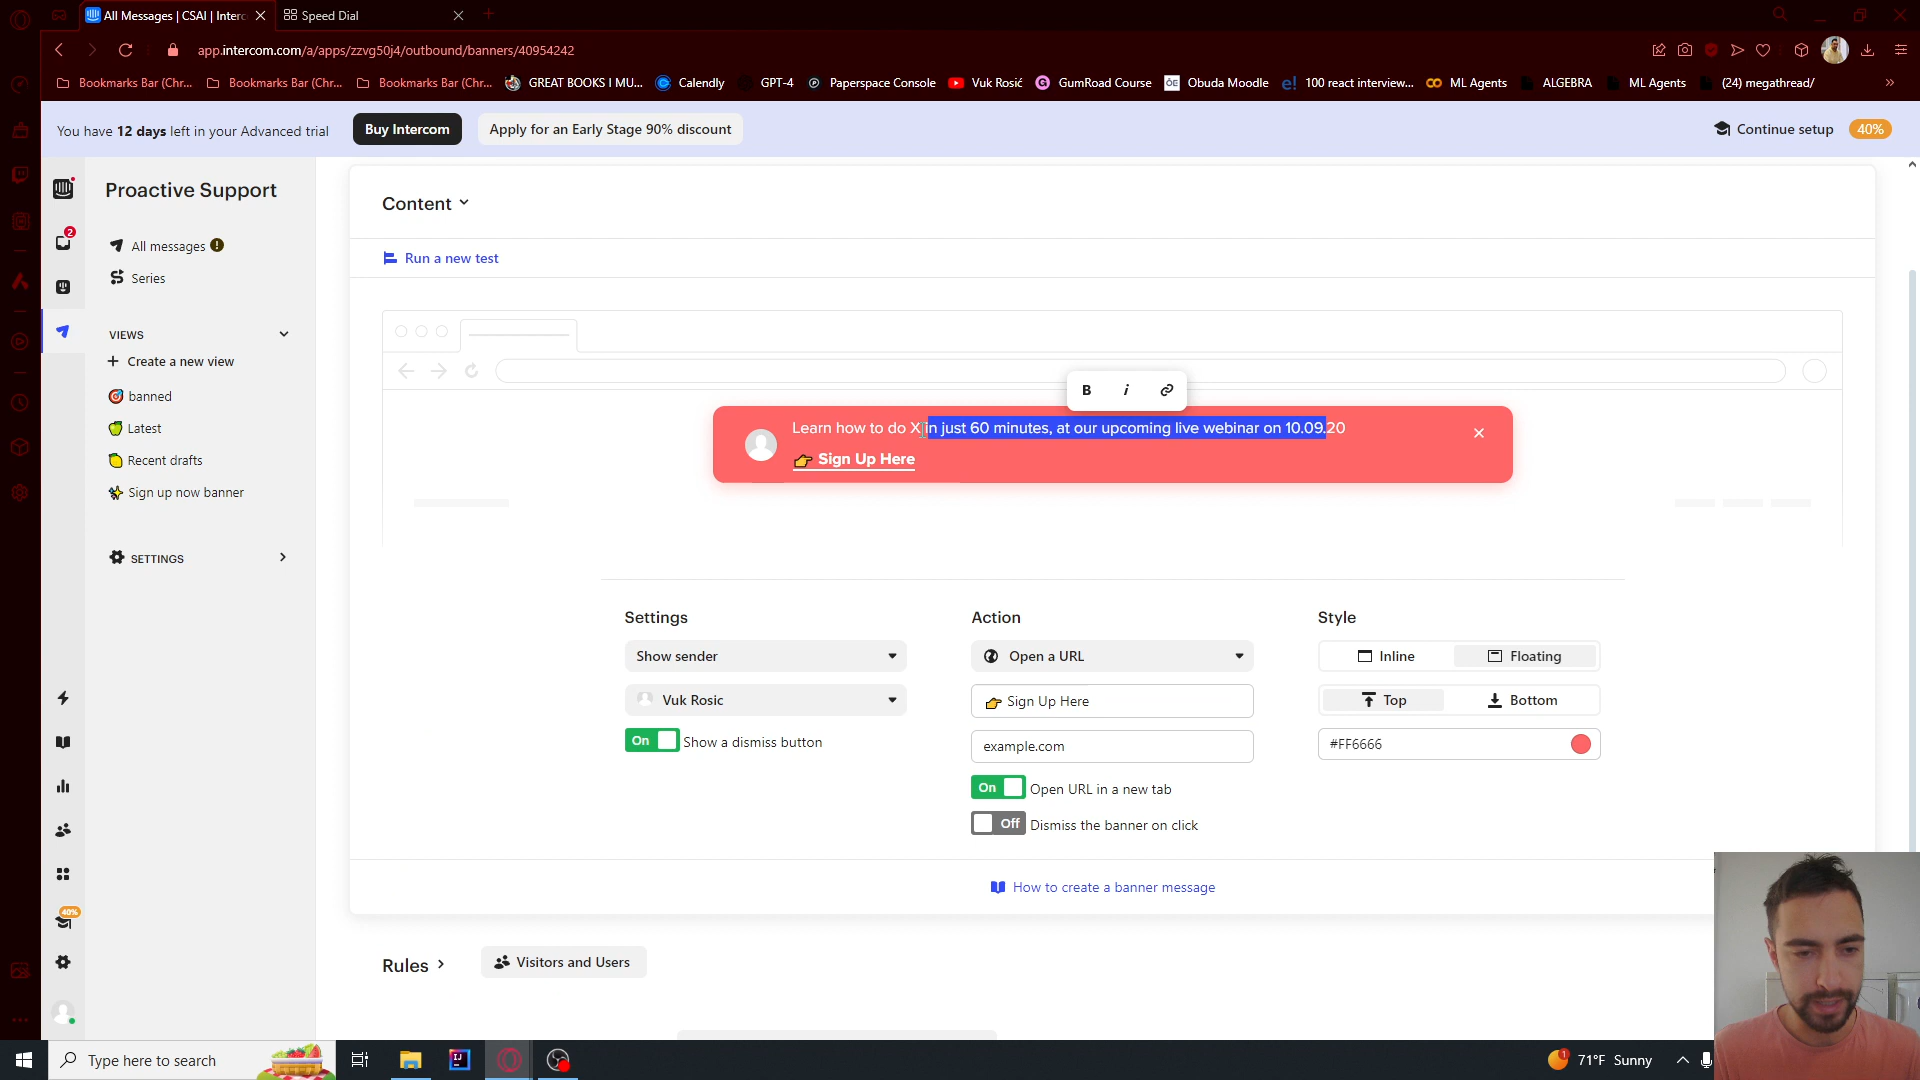 All Messages | CSAI | Interc
Speed Dial
app.intercom.com/a/apps/zzvg50j4/outbound/banners/40954242
Bookmarks Bar (Chr...
Bookmarks Bar (Chr...
Bookmarks Bar (Chr...
GREAT BOOKS I MU...
Calendly
GPT-4
Paperspace Console
Vuk Rosić
GumRoad Course
Obuda Moodle
100 react interview...
ML Agents
ALGEBRA
ML Agents
(24) megathread/
You have 12 days left in your Advanced trial
Buy Intercom
Apply for an Early Stage 90% discount
Continue setup
40%
Proactive Support
2
All messages
Series
VIEWS
Create a new view
banned
Latest
Recent drafts
Sign up now banner
SETTINGS
40%
Content
Run a new test
B
i
Learn how to do X in just 60 minutes, at our upcoming live webinar on 10.09.20
👉 Sign Up Here
Settings
Show sender
Vuk Rosic
On
Show a dismiss button
Action
Open a URL
👉 Sign Up Here
example.com
On
Open URL in a new tab
Off
Dismiss the banner on click
Style
Inline
Floating
Top
Bottom
#FF6666
How to create a banner message
Rules
Visitors and Users
Type here to search
1
71°F Sunny